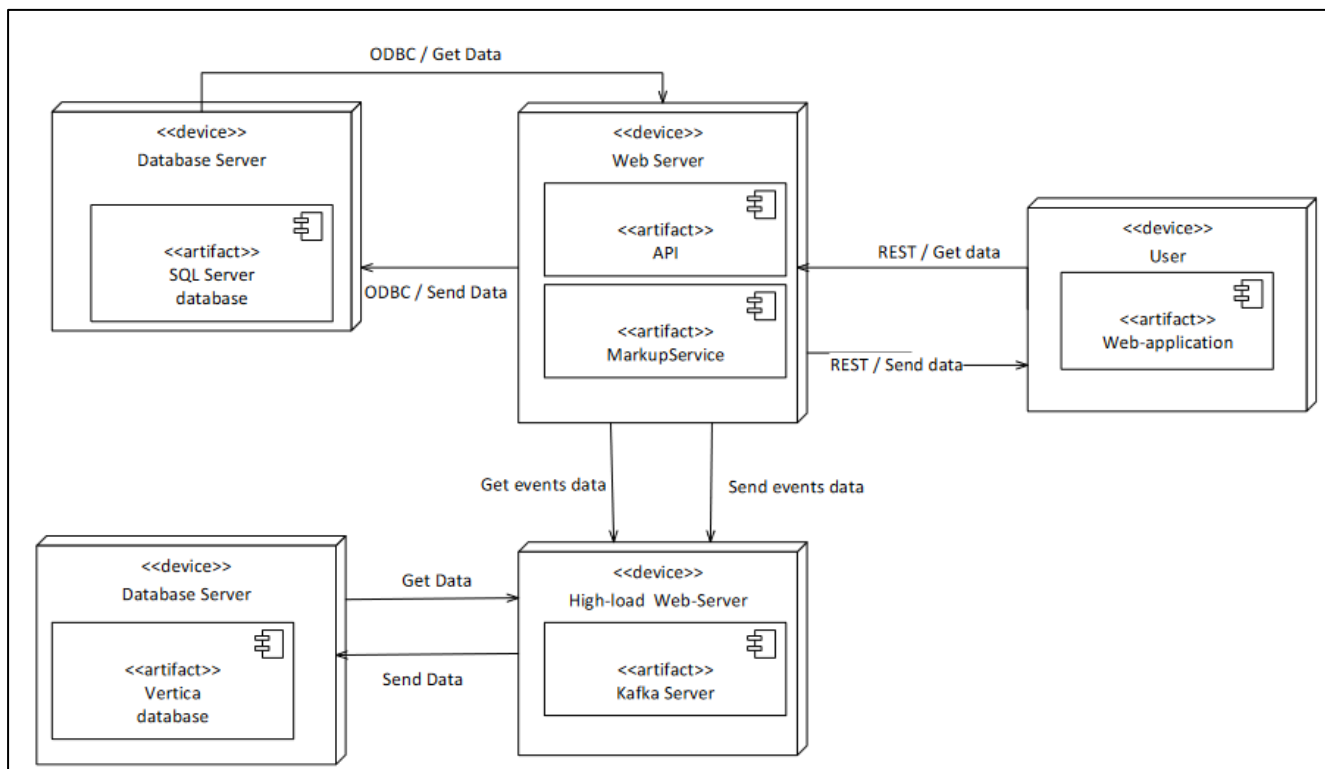 ODBC / Get Data
<<device>>
Database Server
<<artifact>>
SQL Server
database
<<device>>
Web Server
<<artifact>>
API
<<artifact>>
MarkupService
<<device>>
User
<<artifact>>
Web-application
REST / Get data
ODBC / Send Data
REST / Send data
Get events data
Send events data
<<device>>
Database Server
<<artifact>>
Vertica
database
Get Data
Send Data
<<device>>
High-load Web-Server
<<artifact>>
Kafka Server